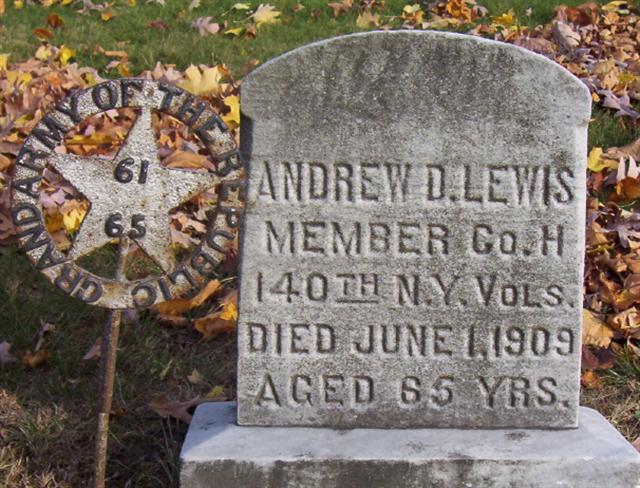 GRAND ARMY OF THE REPUBLIC
61
65
ANDREW D. LEWIS
MEMBER Co. H
140TH N.Y. VOLS.
DIED JUNE 1, 1909
AGED 65 YRS.